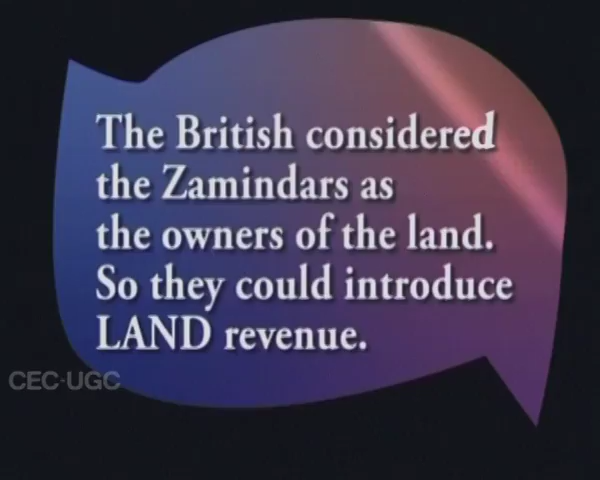 The British considered
the Zamindars as
the owners of the land.
So they could introduce
LAND revenue.
CEC-UGC